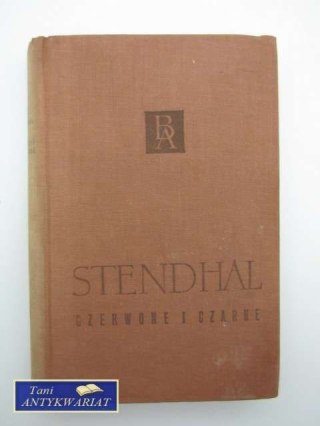 BA
STENDHAL
CZERWONE I CZARNE
Tani
ANTYKWARIAT